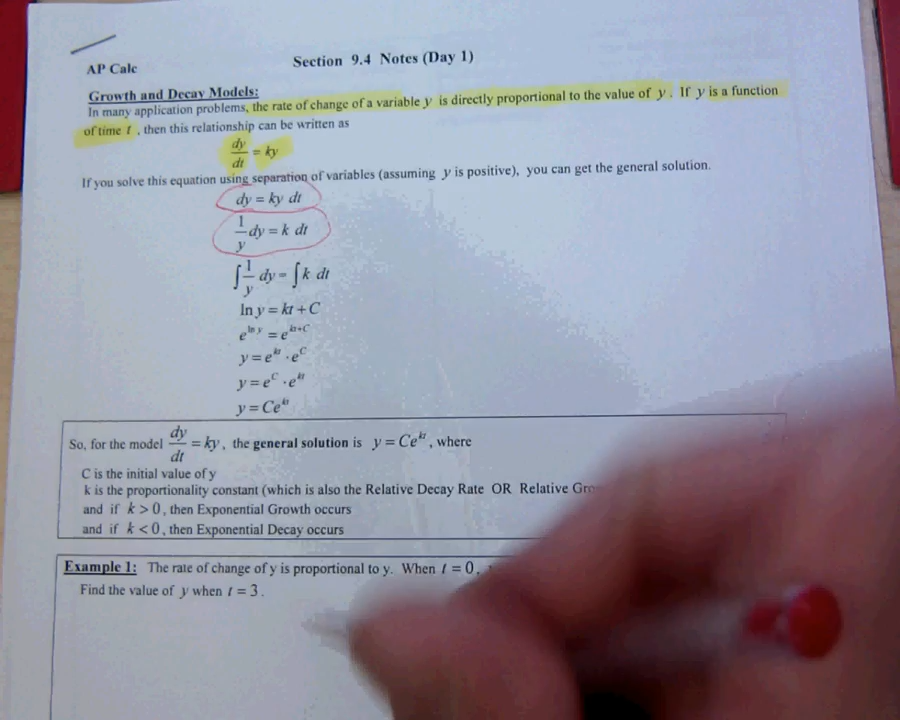 AP Calc
Section 9.4 Notes (Day 1)
Growth and Decay Models:
In many application problems, the rate of change of a variable y is directly proportional to the value of y . If y is a function
of time t , then this relationship can be written as
dy/dt = ky
If you solve this equation using separation of variables (assuming y is positive), you can get the general solution.
dy = ky dt
1/y dy = k dt
∫ 1/y dy = ∫ k dt
ln y = kt + C
e^{ln y} = e^{kt+C}
y = e^{kt} · e^C
y = e^C · e^{kt}
y = Ce^{kt}
So, for the model dy/dt = ky , the general solution is y = Ce^{kt} , where
C is the initial value of y
k is the proportionality constant (which is also the Relative Decay Rate OR Relative
and if k > 0 , then Exponential Growth occurs
and if k < 0 , then Exponential Decay occurs
Example 1: The rate of change of y is proportional to y. When t = 0 ,
Find the value of y when t = 3 .